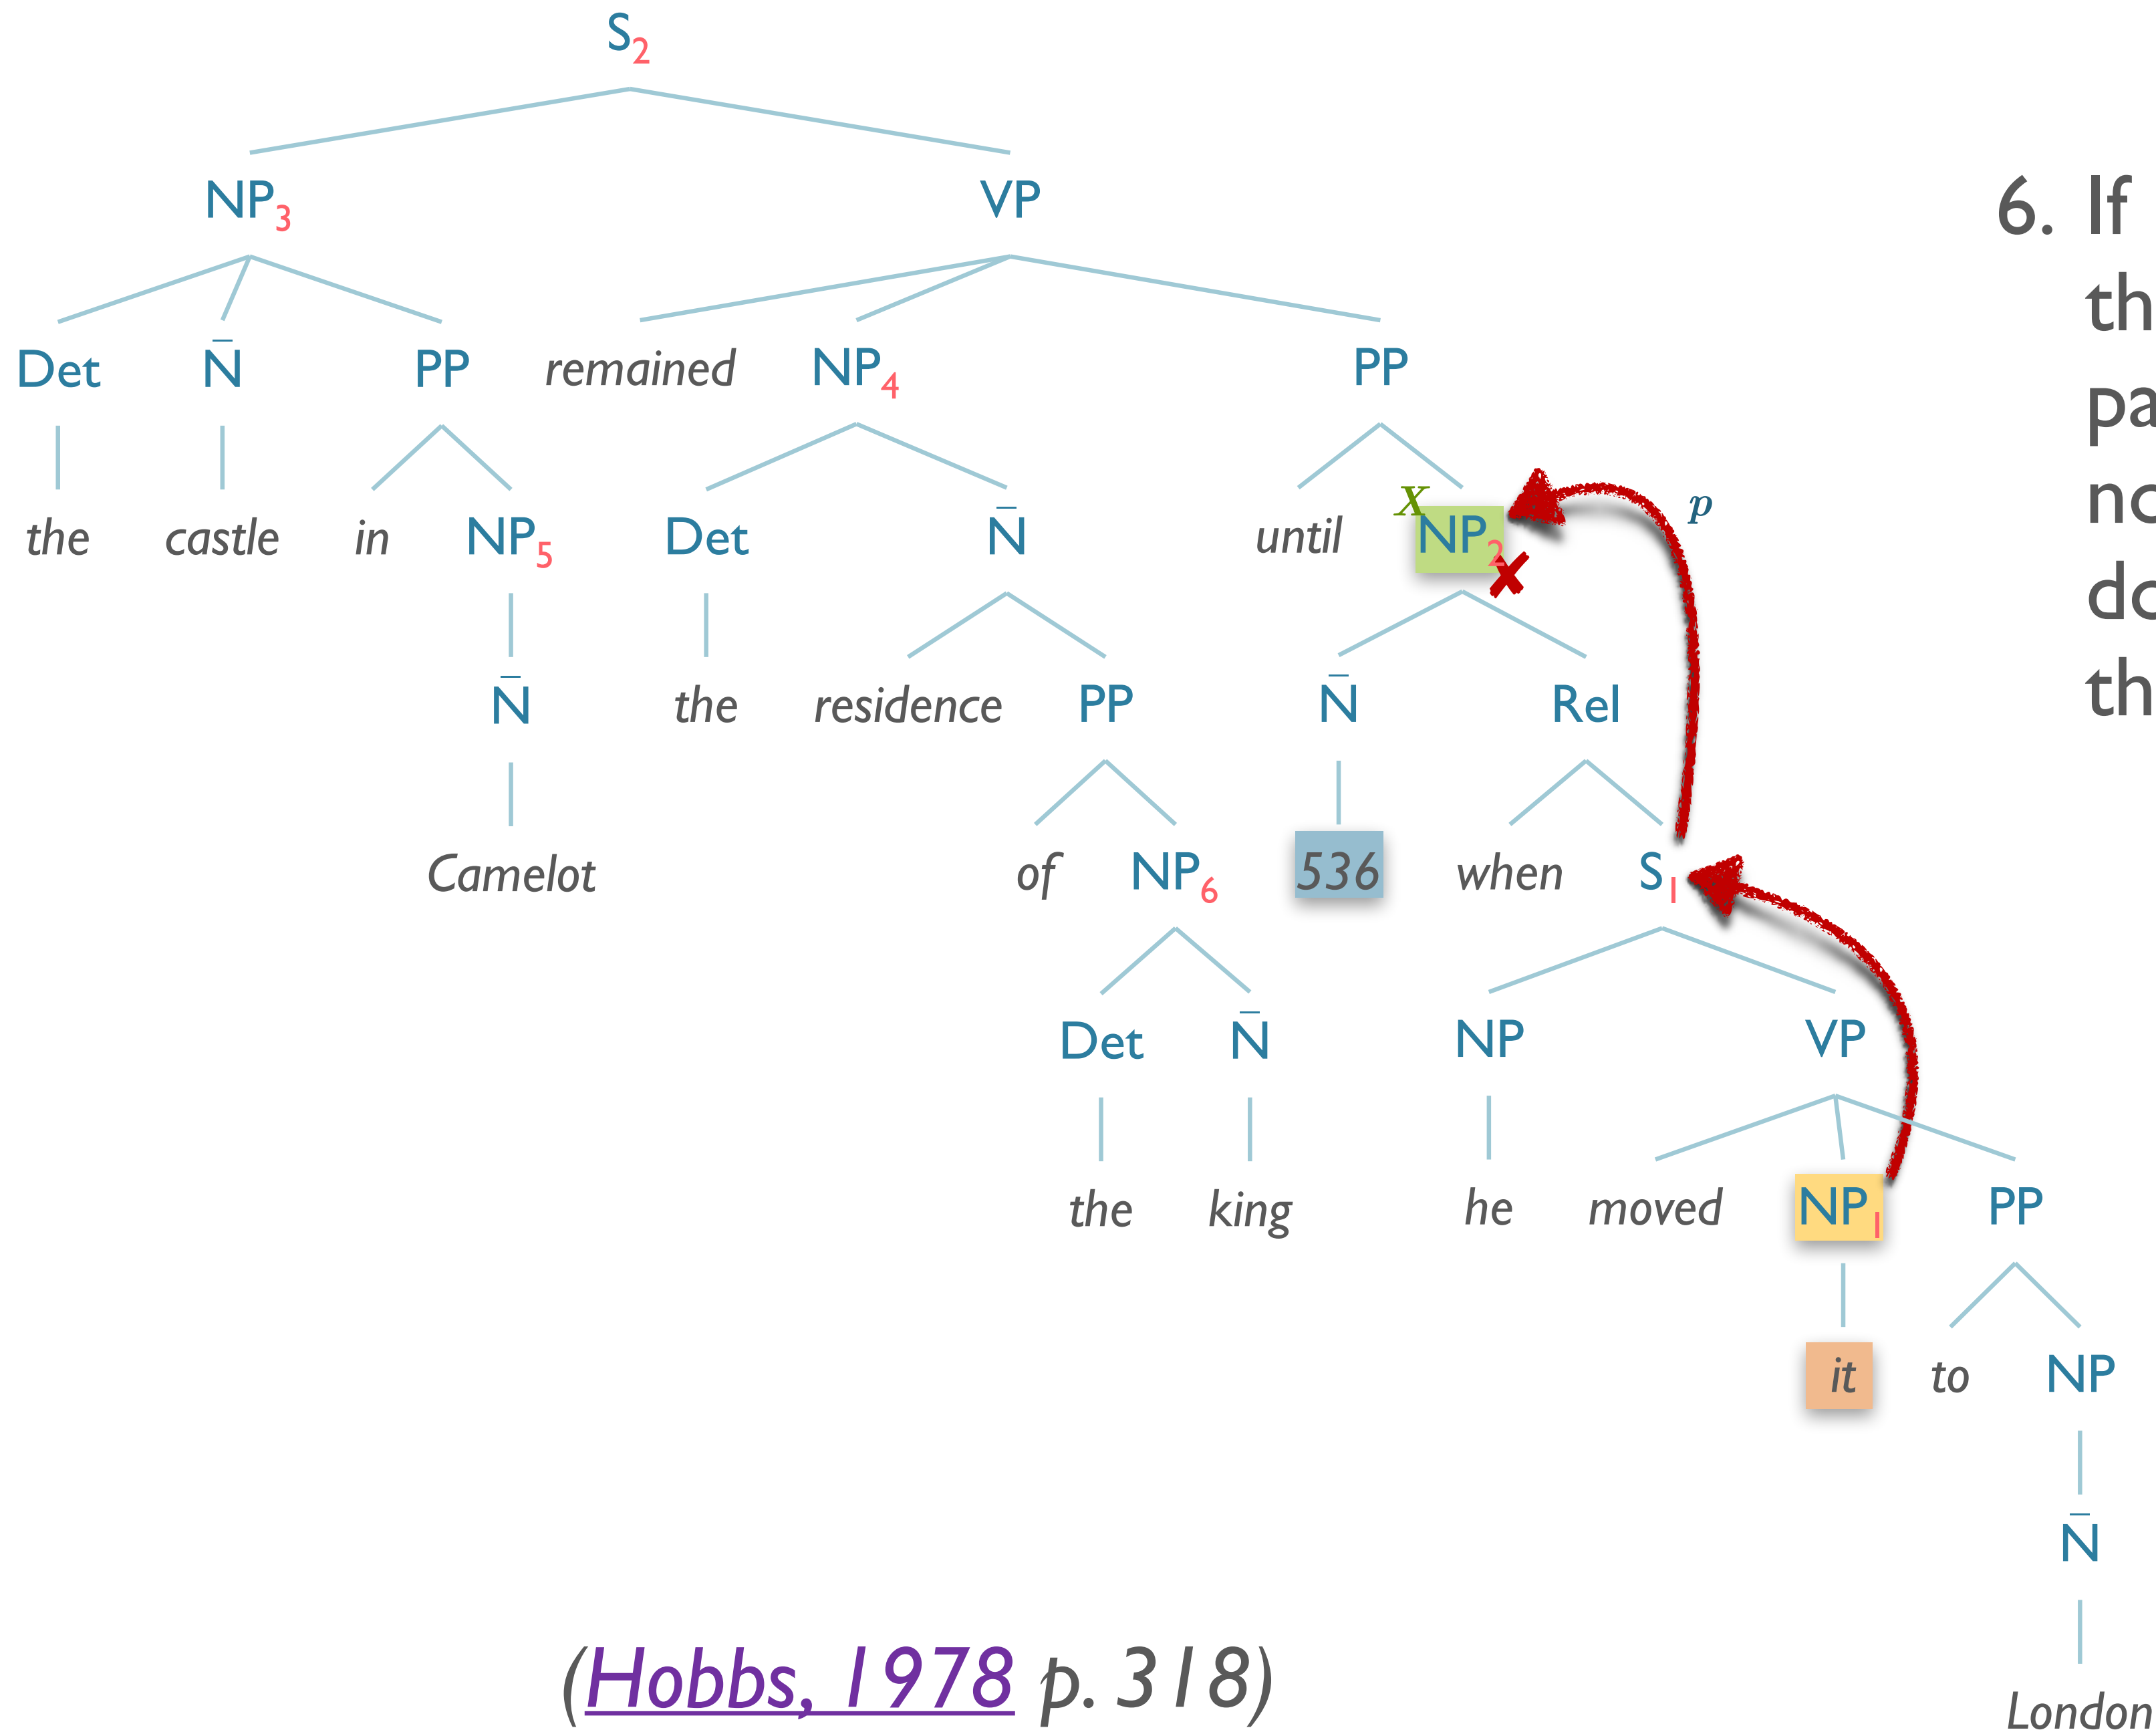 S2
NP3 VP
Det N̄ PP remained NP4 PP
the castle in NP5 Det N̄ until X NP2 p
N̄ the residence PP N̄ Rel
Camelot of NP6 536 when S1
Det N̄ NP VP
the king he moved NP1 PP
it to NP
N̄
London
6. If
th
pa
no
do
th
(Hobbs, 1978 p. 318)